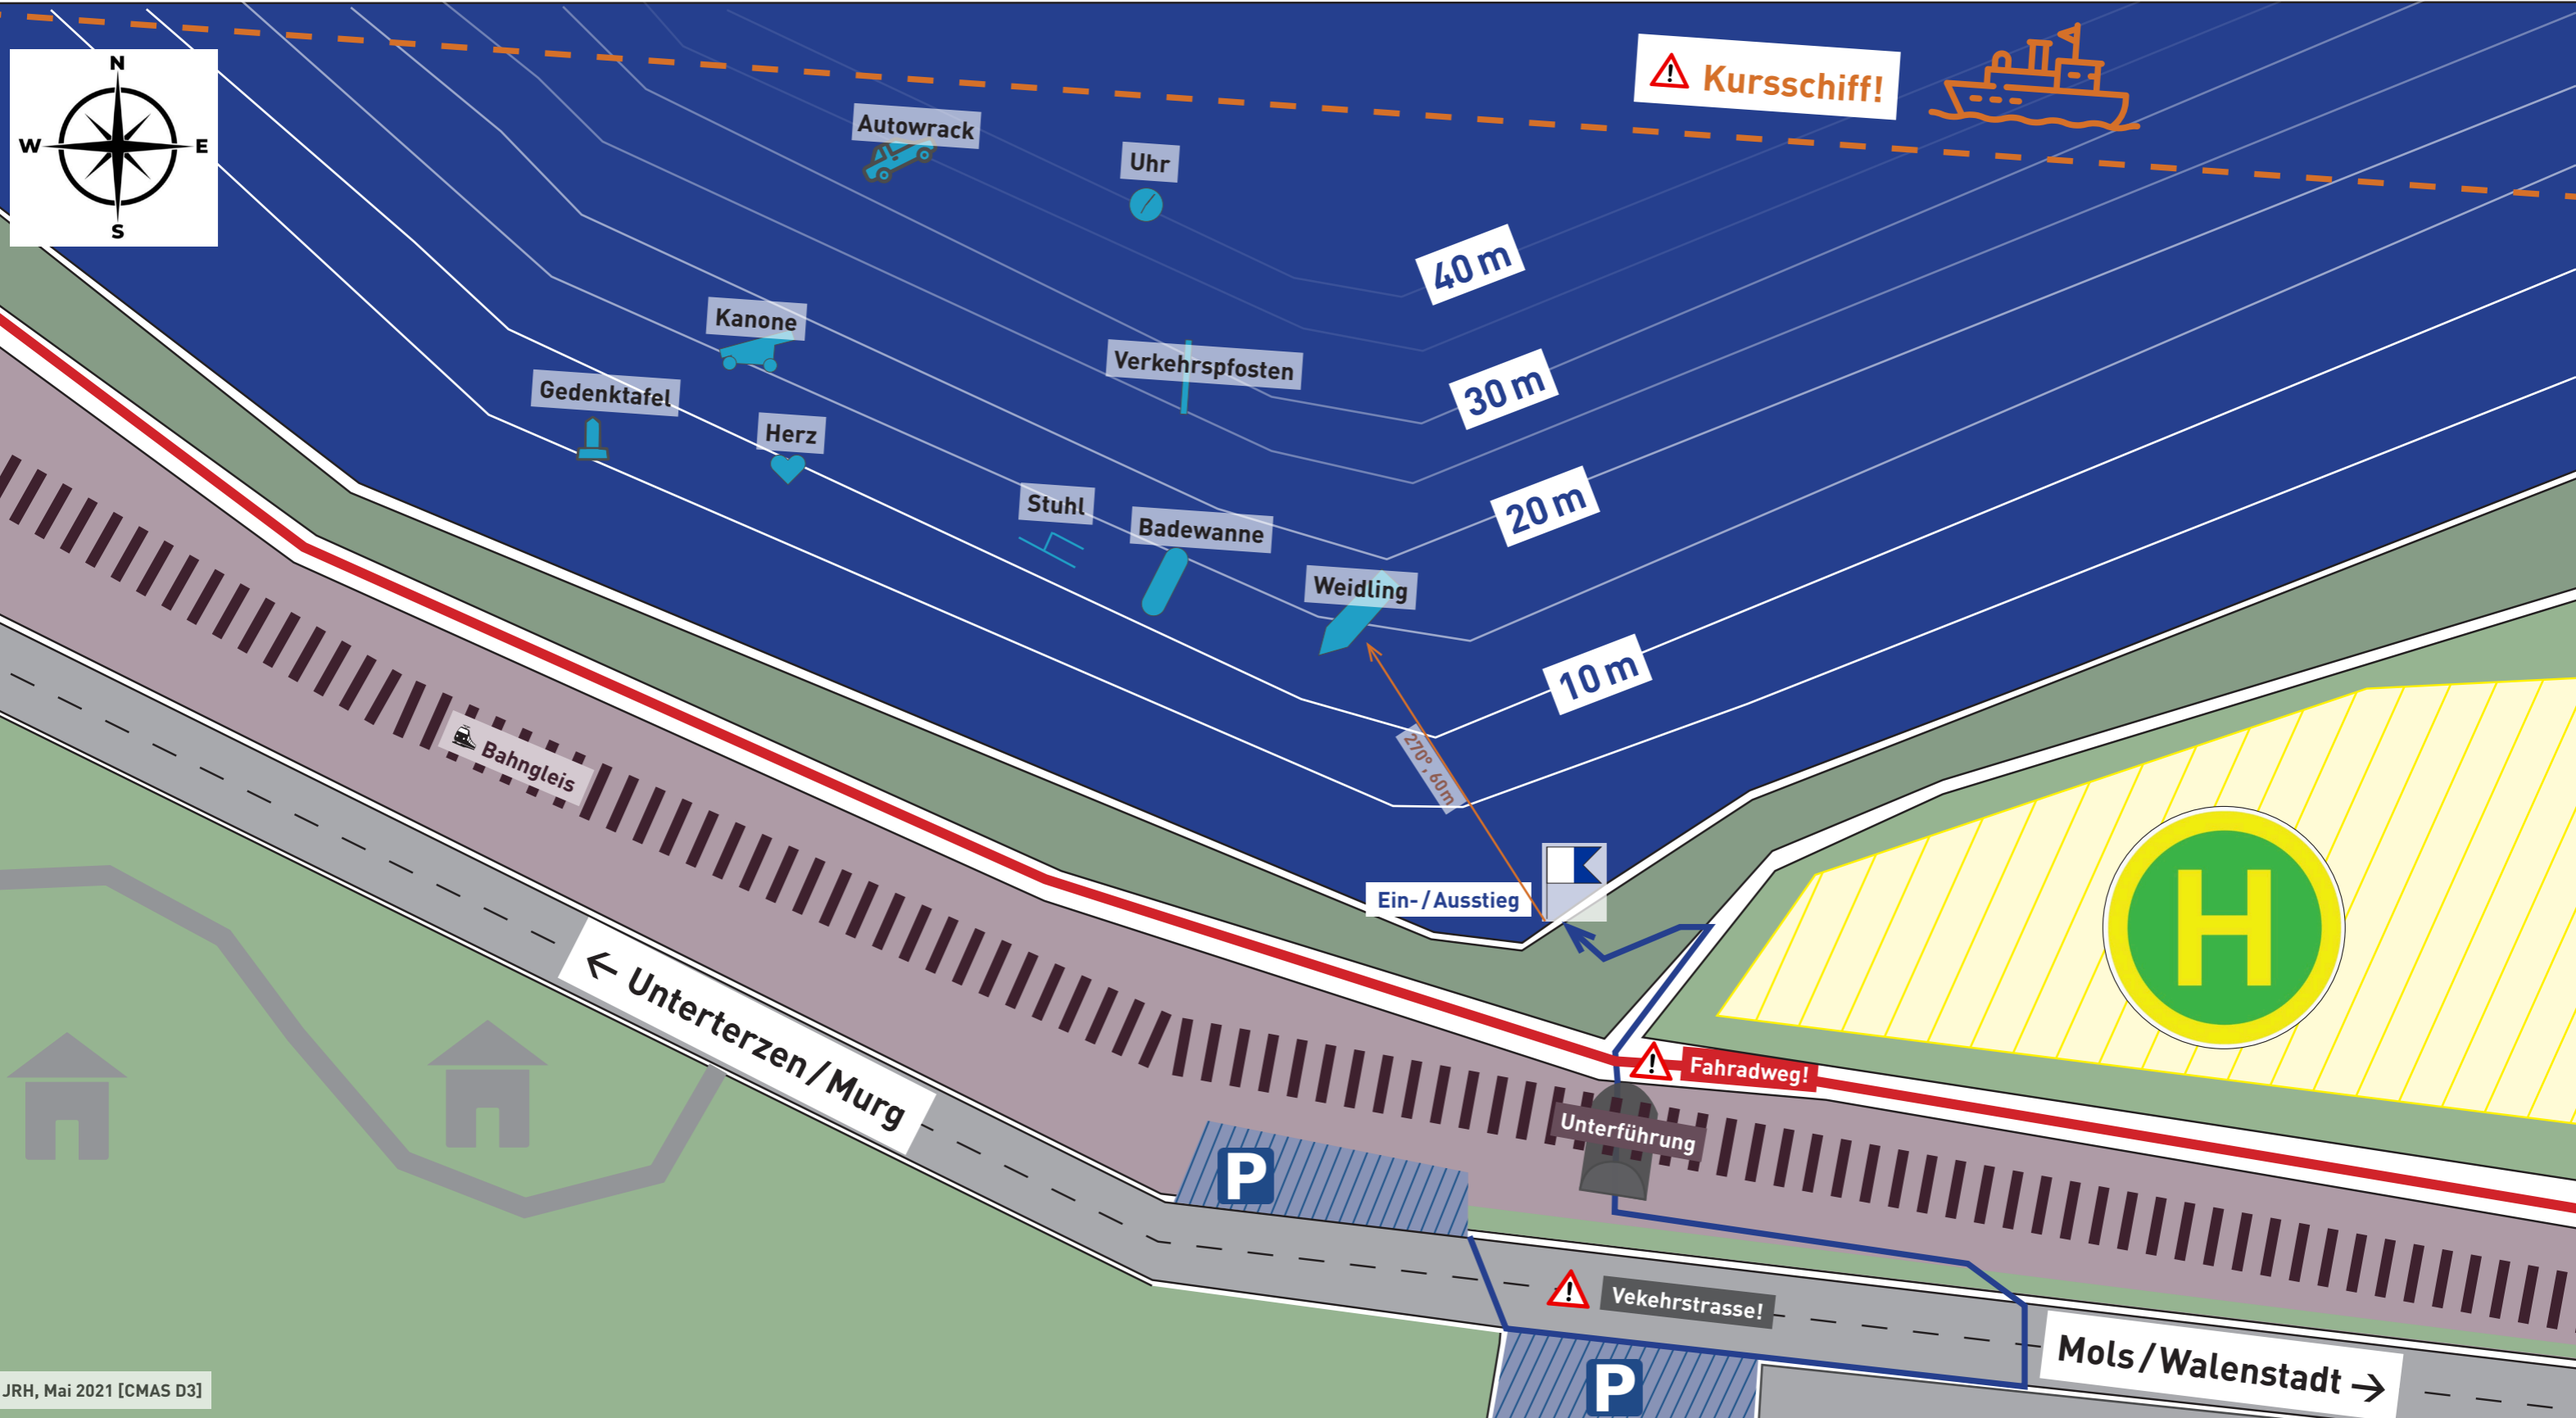 N
W
E
S
Kursschiff!
Autowrack
Uhr
40 m
Kanone
Verkehrspfosten
30 m
Gedenktafel
Herz
20 m
Stuhl
Badewanne
Weidling
10 m
270°, 60m
Bahngleis
Ein-/Ausstieg
H
← Unterterzen/Murg
Fahradweg!
Unterführung
P
Vekehrstrasse!
Mols/Walenstadt →
P
JRH, Mai 2021 [CMAS D3]